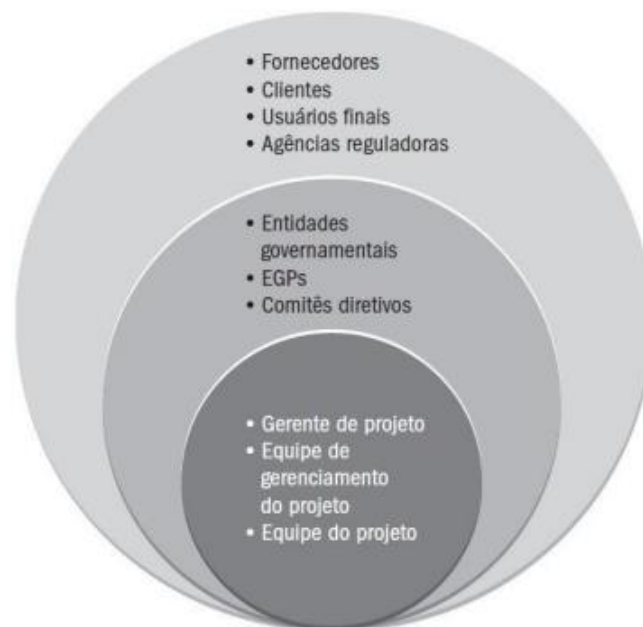 • Fornecedores
• Clientes
• Usuários finais
• Agências reguladoras
• Entidades
governamentais
• EGPs
• Comitês diretivos
• Gerente de projeto
• Equipe de
gerenciamento
do projeto
• Equipe do projeto